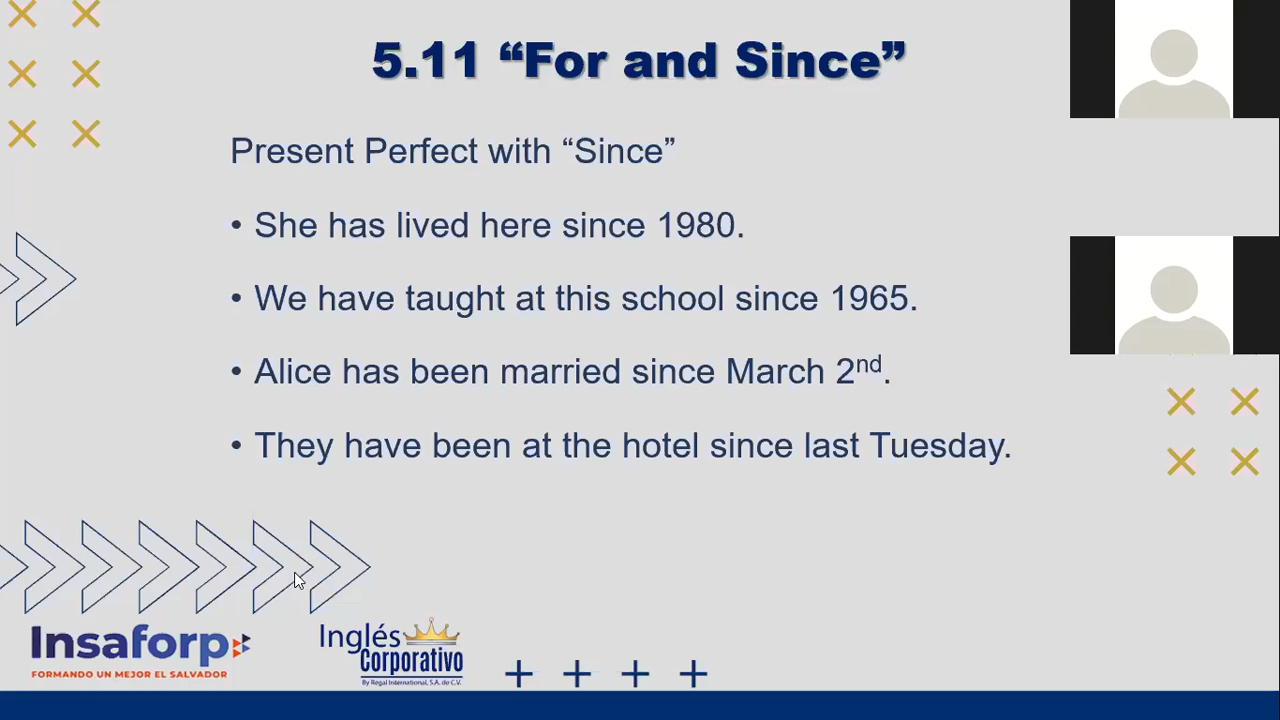 5.11 “For and Since”
Present Perfect with “Since”
• She has lived here since 1980.
• We have taught at this school since 1965.
• Alice has been married since March 2nd.
• They have been at the hotel since last Tuesday.
Insaforp
FORMANDO UN MEJOR EL SALVADOR
Inglés
Corporativo
By Regal International, S.A. de C.V.